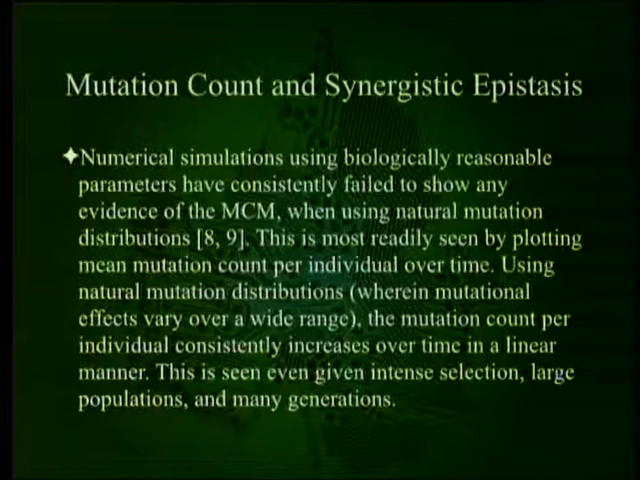 Mutation Count and Synergistic Epistasis
✦Numerical simulations using biologically reasonable
parameters have consistently failed to show any
evidence of the MCM, when using natural mutation
distributions [8, 9]. This is most readily seen by plotting
mean mutation count per individual over time. Using
natural mutation distributions (wherein mutational
effects vary over a wide range), the mutation count per
individual consistently increases over time in a linear
manner. This is seen even given intense selection, large
populations, and many generations.